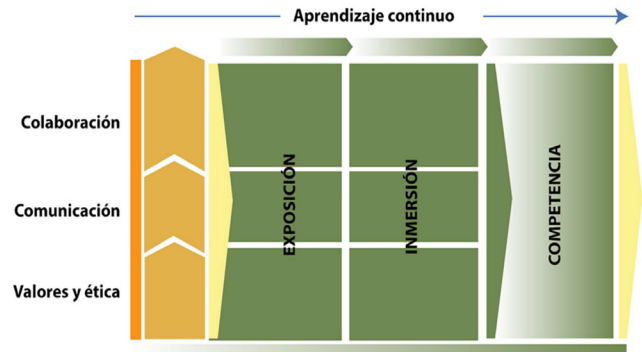 Aprendizaje continuo
Colaboración
Comunicación
Valores y ética
EXPOSICIÓN
INMERSIÓN
COMPETENCIA